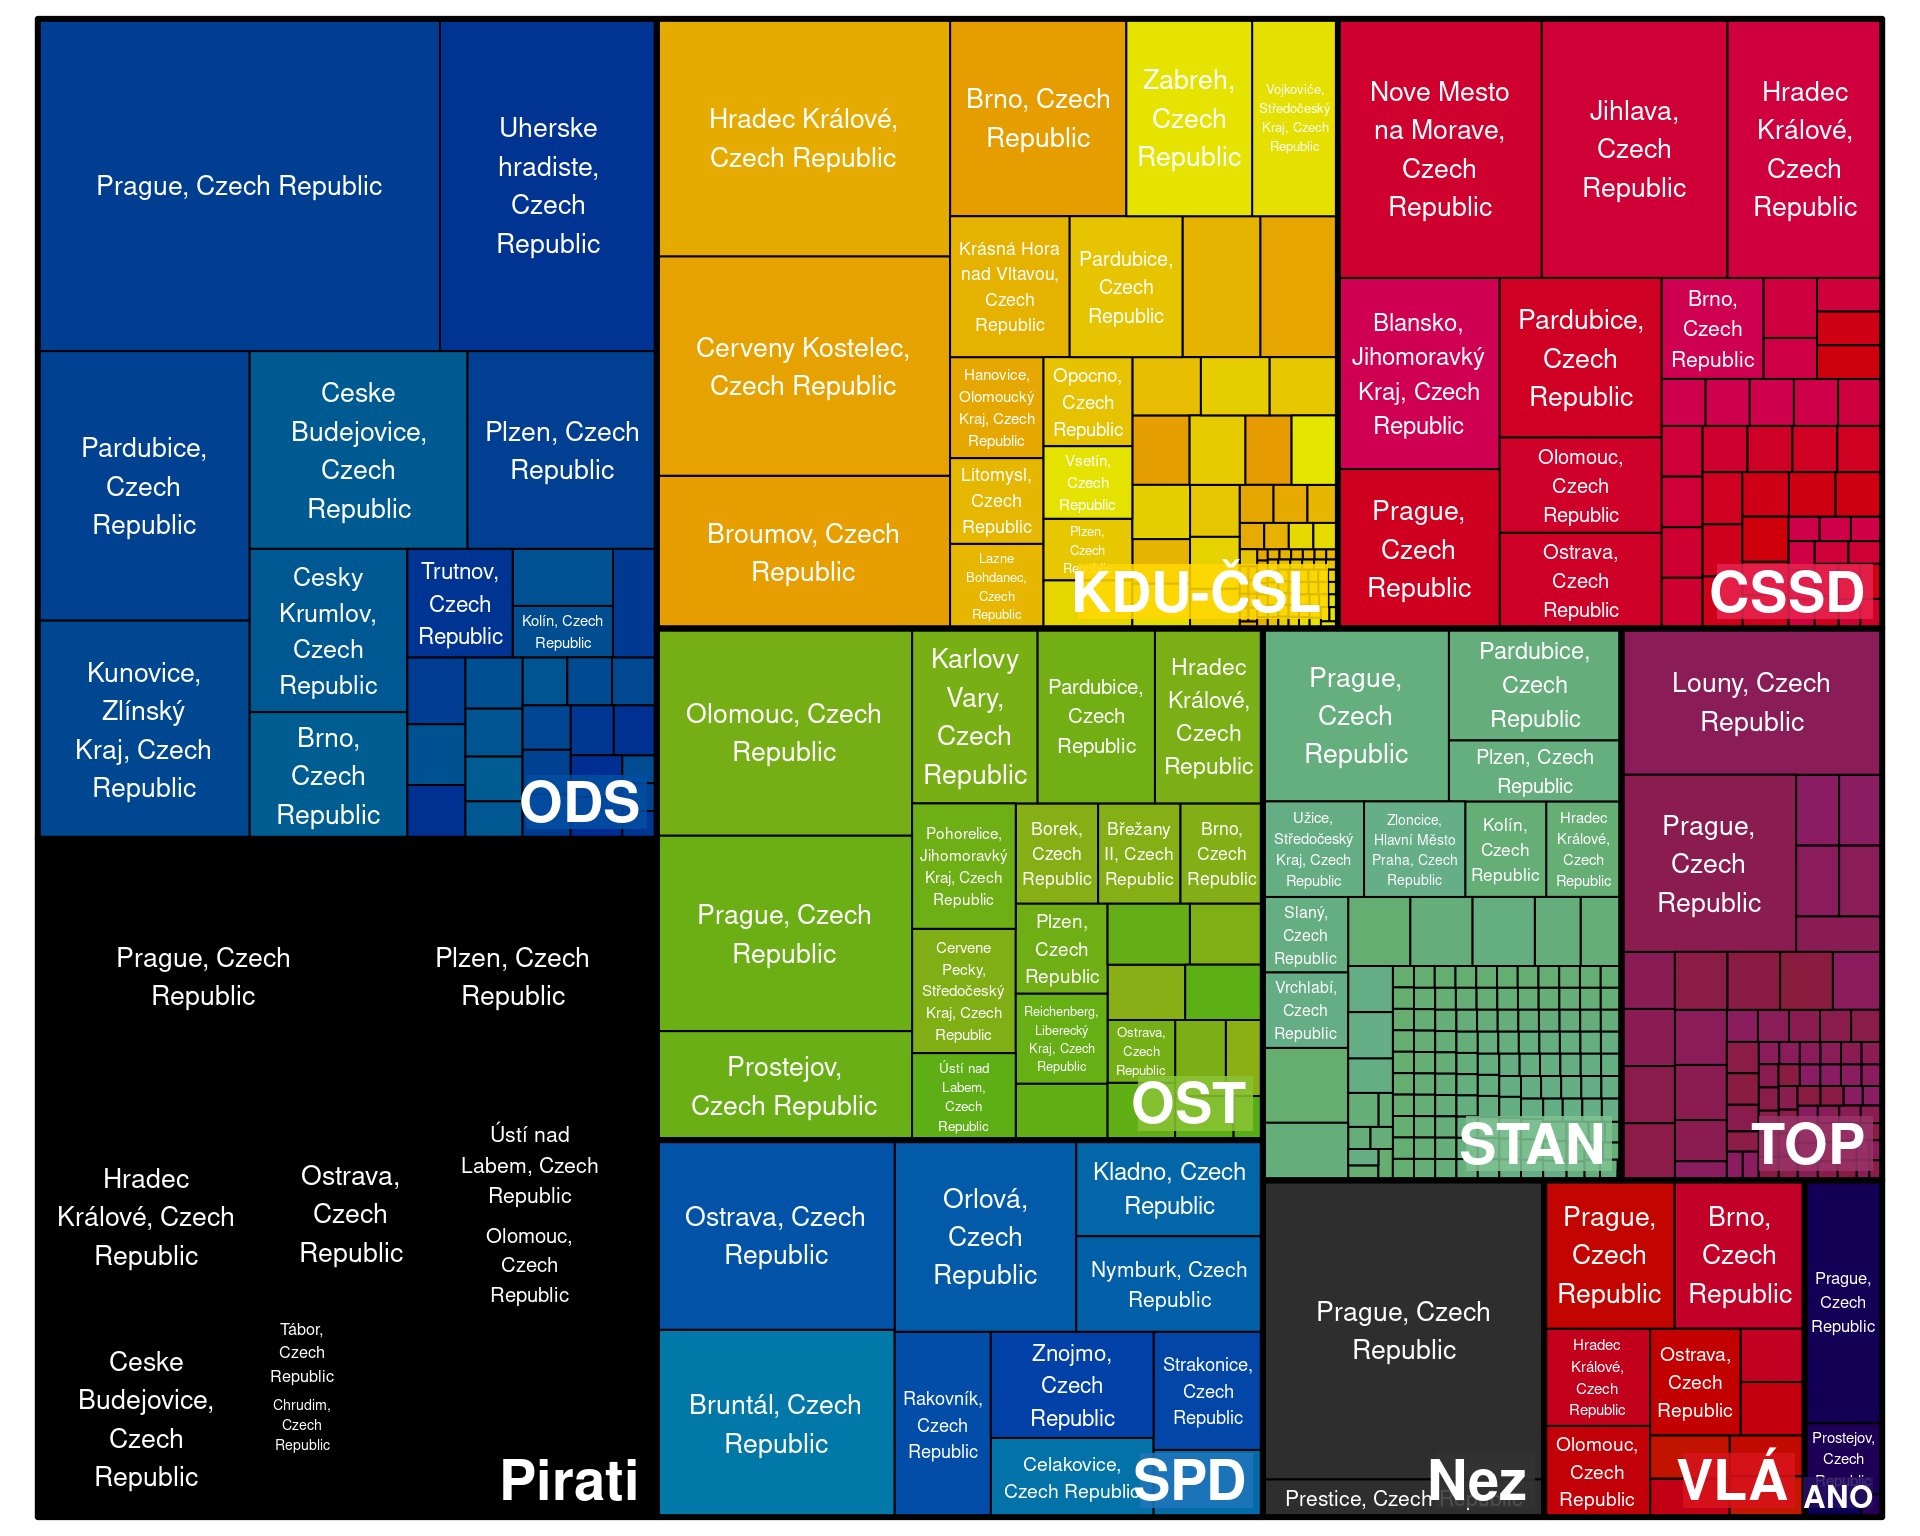 Prague, Czech Republic
Uherske
hradiste,
Czech
Republic
Pardubice,
Czech
Republic
Ceske
Budejovice,
Czech
Republic
Plzen, Czech
Republic
Kunovice,
Zlínský
Kraj, Czech
Republic
Cesky
Krumlov,
Czech
Republic
Brno,
Czech
Republic
Trutnov,
Czech
Republic
Kolín, Czech
Republic
ODS
Hradec Králové,
Czech Republic
Cerveny Kostelec,
Czech Republic
Broumov, Czech
Republic
Brno, Czech
Republic
Zabreh,
Czech
Republic
Vojkoviče,
Středočeský
Kraj, Czech
Republic
Krásná Hora
nad Vltavou,
Czech
Republic
Pardubice,
Czech
Republic
Hanovice,
Olomoucký
Kraj, Czech
Republic
Opocno,
Czech
Republic
Litomysl,
Czech
Republic
Vsetín,
Czech
Republic
Lazne
Bohdanec,
Czech
Republic
Plzen,
Czech
Republic
KDU-ČSL
Nove Mesto
na Morave,
Czech
Republic
Jihlava,
Czech
Republic
Hradec
Králové,
Czech
Republic
Blansko,
Jihomoravký
Kraj, Czech
Republic
Prague,
Czech
Republic
Pardubice,
Czech
Republic
Olomouc,
Czech
Republic
Ostrava,
Czech
Republic
Brno,
Czech
Republic
CSSD
Prague, Czech
Republic
Plzen, Czech
Republic
Hradec
Králové, Czech
Republic
Ostrava,
Czech
Republic
Ústí nad
Labem, Czech
Republic
Olomouc,
Czech
Republic
Ceske
Budejovice,
Czech
Republic
Tábor,
Czech
Republic
Chrudim,
Czech
Republic
Pirati
Olomouc, Czech
Republic
Prague, Czech
Republic
Prostejov,
Czech Republic
Karlovy
Vary,
Czech
Republic
Pardubice,
Czech
Republic
Hradec
Králové,
Czech
Republic
Pohorelice,
Jihomoravký
Kraj, Czech
Republic
Borek,
Czech
Republic
Břežany
II, Czech
Republic
Brno,
Czech
Republic
Cervene
Pecky,
Středočeský
Kraj, Czech
Republic
Plzen,
Czech
Republic
Reichenberg,
Liberecký
Kraj, Czech
Republic
Ústí nad
Labem,
Czech
Republic
Ostrava,
Czech
Republic
OST
Prague,
Czech
Republic
Pardubice,
Czech
Republic
Plzen, Czech
Republic
Užice,
Středočeský
Kraj, Czech
Republic
Zloncice,
Hlavní Město
Praha, Czech
Republic
Kolín,
Czech
Republic
Hradec
Králové,
Czech
Republic
Slaný,
Czech
Republic
Vrchlabí,
Czech
Republic
STAN
Louny, Czech
Republic
Prague,
Czech
Republic
TOP
Ostrava, Czech
Republic
Bruntál, Czech
Republic
Orlová,
Czech
Republic
Kladno, Czech
Republic
Nymburk, Czech
Republic
Rakovník,
Czech
Republic
Znojmo,
Czech
Republic
Strakonice,
Czech
Republic
Celakovice,
Czech Republic
SPD
Prague, Czech
Republic
Prestice, Czech Republic
Nez
Prague,
Czech
Republic
Brno,
Czech
Republic
Hradec
Králové,
Czech
Republic
Ostrava,
Czech
Republic
Olomouc,
Czech
Republic
VLÁ
Prague,
Czech
Republic
Prostejov,
Czech
Republic
ANO